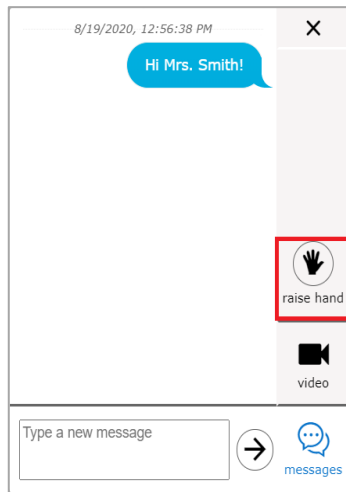 8/19/2020, 12:56:38 PM
Hi Mrs. Smith!
raise hand
video
Type a new message
messages